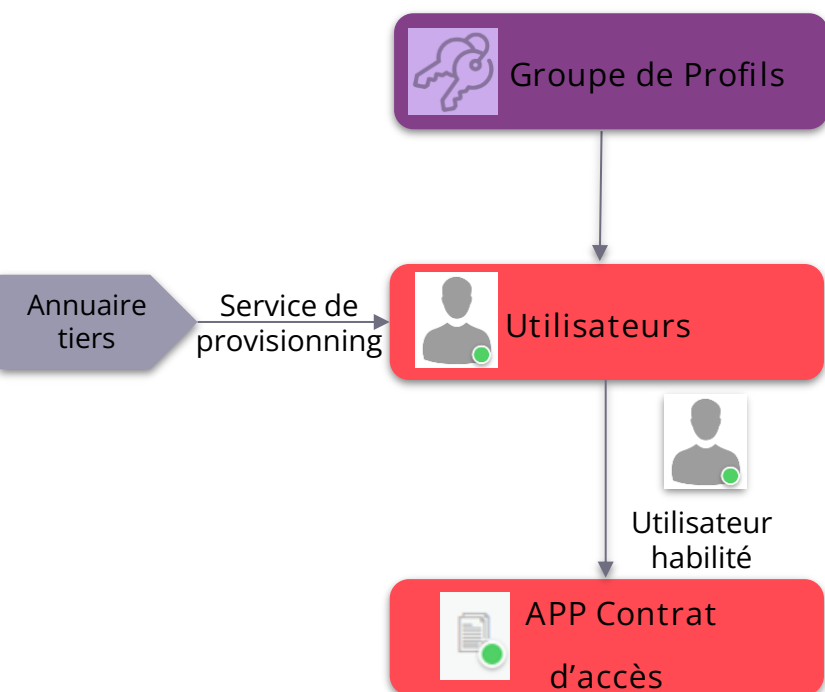 Groupe de Profils
Annuaire
tiers
Service de
provisionning
Utilisateurs
Utilisateur
habilité
APP Contrat
d’accès